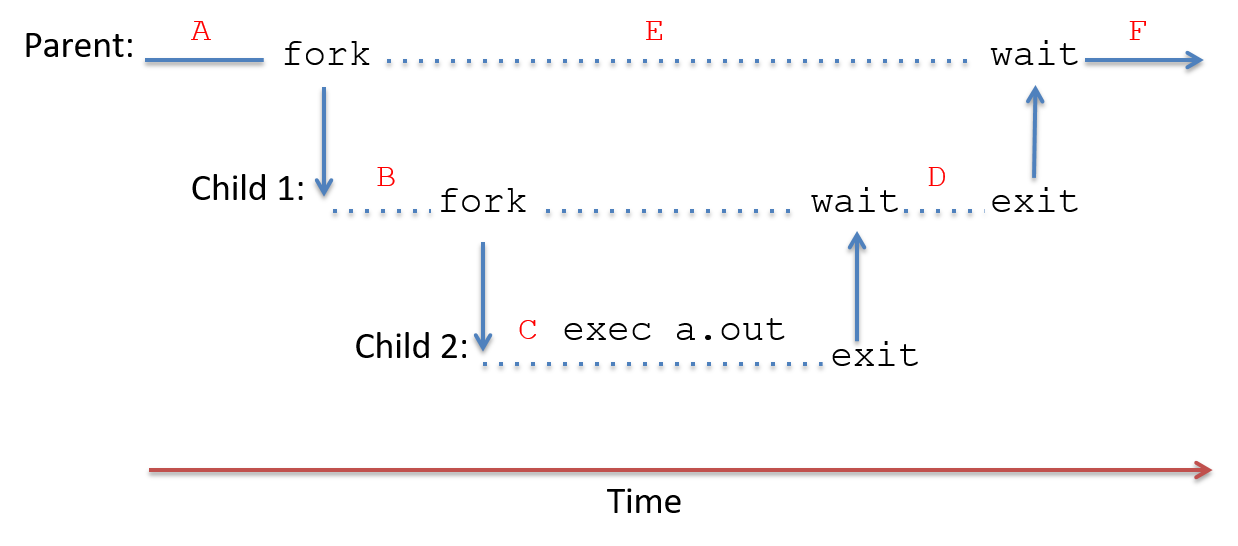 A E F
Parent: fork wait
B D
Child 1: fork wait exit
C exec a.out
Child 2: exit
Time